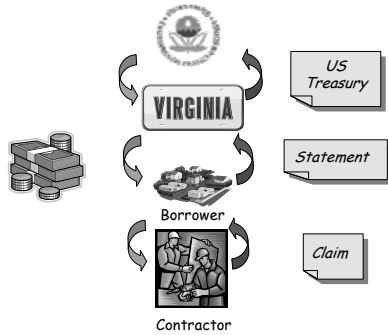 US
Treasury
VIRGINIA
Statement
Borrower
Claim
Contractor